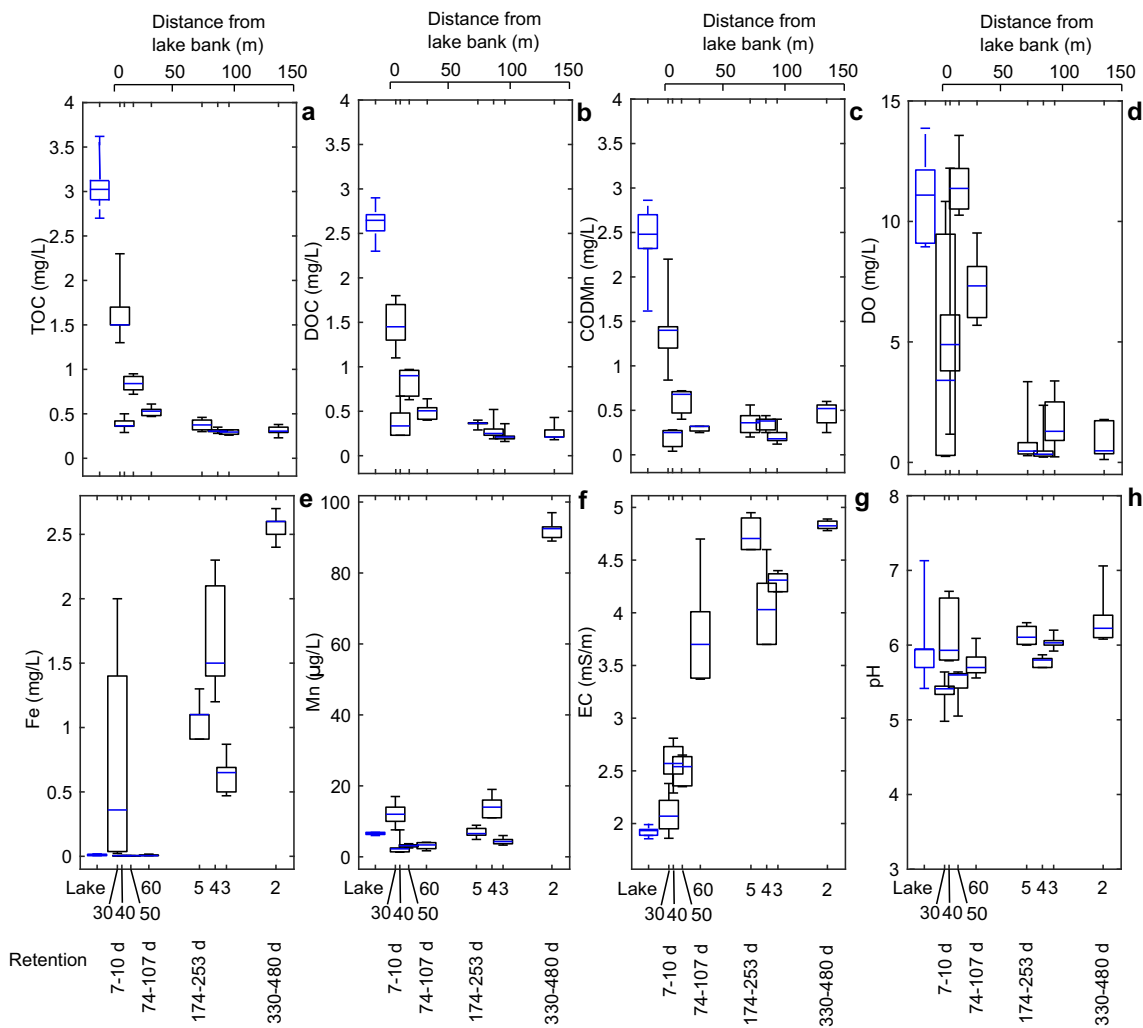 Distance from
lake bank (m)
0 50 100 150
Distance from
lake bank (m)
0 50 100 150
Distance from
lake bank (m)
0 50 100 150
Distance from
lake bank (m)
0 50 100 150
a
TOC (mg/L)
4
3.5
3
2.5
2
1.5
1
0.5
0
b
DOC (mg/L)
4
3.5
3
2.5
2
1.5
1
0.5
0
c
CODMn (mg/L)
4
3.5
3
2.5
2
1.5
1
0.5
0
d
DO (mg/L)
15
10
5
0
e
Fe (mg/L)
2.5
2
1.5
1
0.5
0
f
Mn (µg/L)
100
80
60
40
20
0
g
EC (mS/m)
5
4.5
4
3.5
3
2.5
2
h
pH
8
7
6
5
4
3
Lake 60 5 43 2
30 40 50
Lake 60 5 43 2
30 40 50
Lake 60 5 43 2
30 40 50
Lake 60 5 43 2
30 40 50
Retention
7-10 d
74-107 d
174-253 d
330-480 d
7-10 d
74-107 d
174-253 d
330-480 d
7-10 d
74-107 d
174-253 d
330-480 d
7-10 d
74-107 d
174-253 d
330-480 d